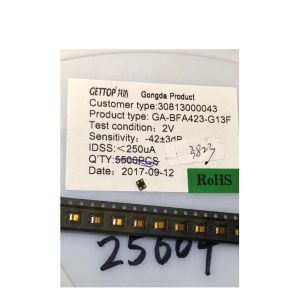 GETTOP 共达 Gongda Product
Customer type:30813000043
Product type: GA-BFA423-G13F
Test condition: 2V
Sensitivity: -42±3dB
IDSS:<250uA
Q'TY:5500PCS
3823
Date: 2017-09-12
RoHS
25604